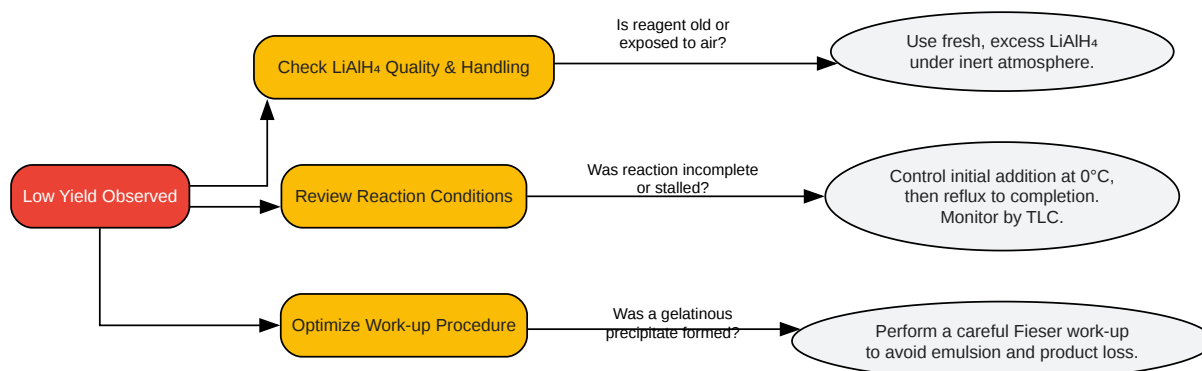 Is reagent old or
exposed to air?
Check LiAlH₄ Quality & Handling
Use fresh, excess LiAlH₄
under inert atmosphere.
Low Yield Observed
Review Reaction Conditions
Was reaction incomplete
or stalled?
Control initial addition at 0°C,
then reflux to completion.
Monitor by TLC.
Optimize Work-up Procedure
Was a gelatinous
precipitate formed?
Perform a careful Fieser work-up
to avoid emulsion and product loss.